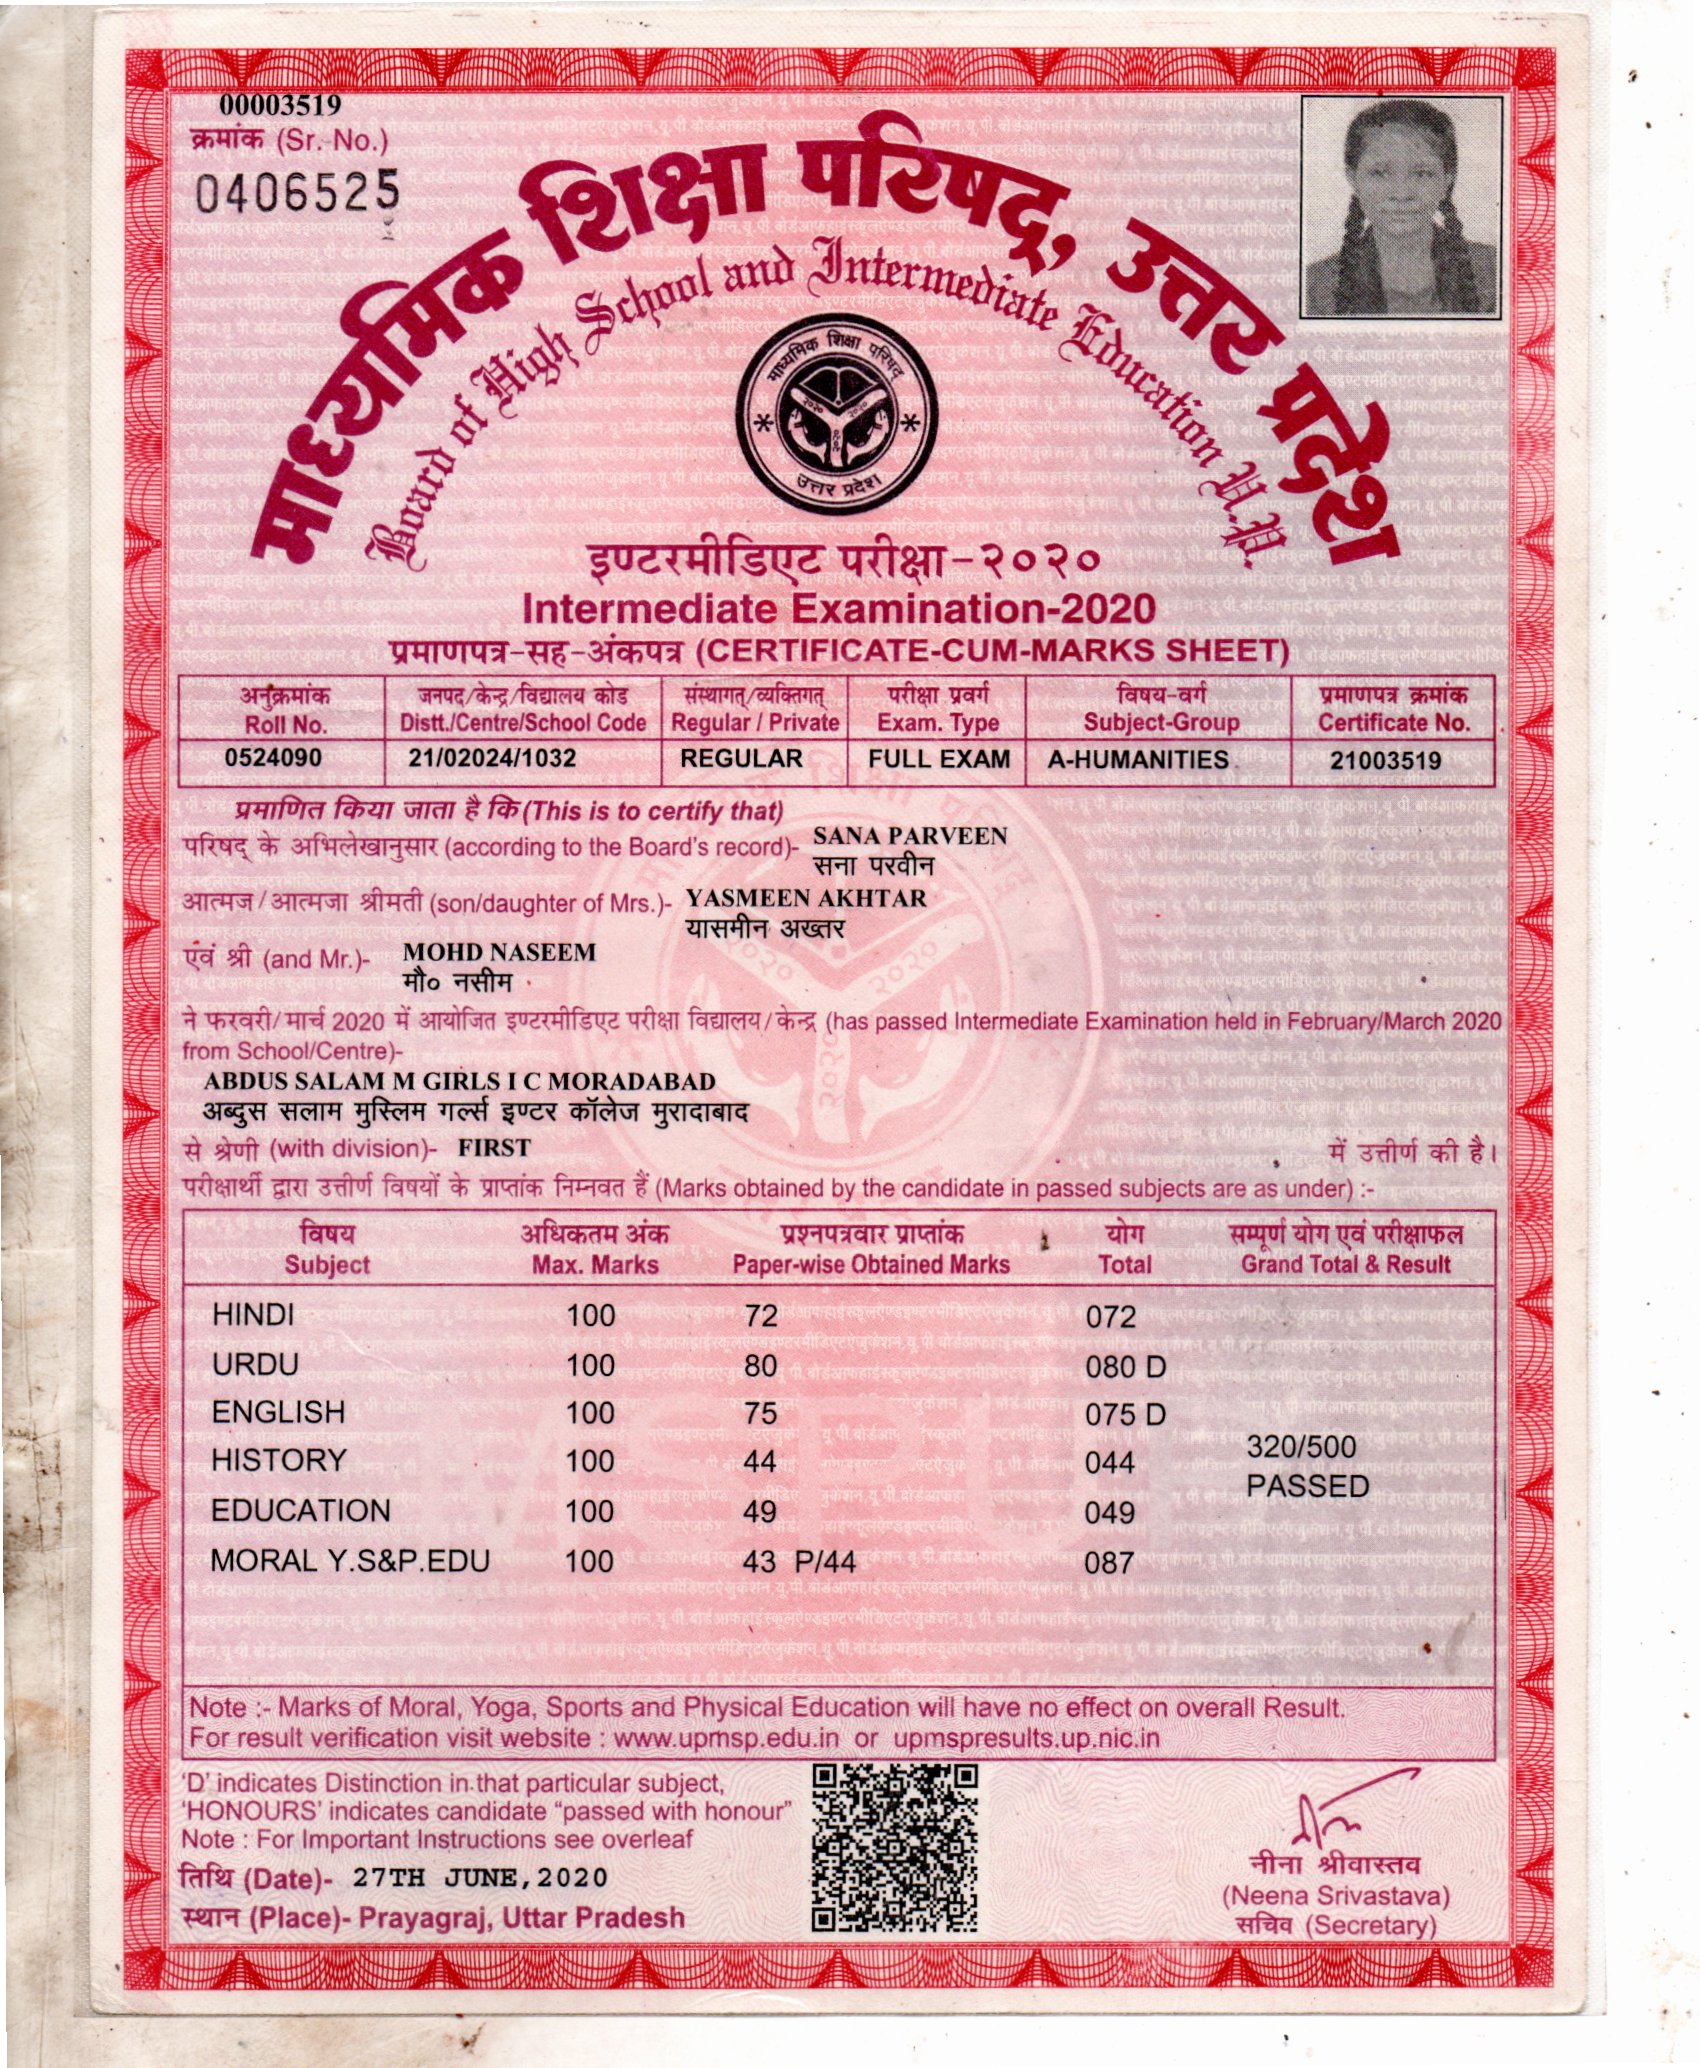 00003519
क्रमांक (Sr. No.)
0406525
माध्यमिक शिक्षा परिषद्, उत्तर प्रदेश
Board of High School and Intermediate Education U.P.
माध्यमिक शिक्षा परिषद्
२०२० २०२०
२०२०
उत्तर प्रदेश
इण्टरमीडिएट परीक्षा-२०२०
Intermediate Examination-2020
प्रमाणपत्र-सह-अंकपत्र (CERTIFICATE-CUM-MARKS SHEET)
अनुक्रमांक जनपद/केन्द्र/विद्यालय कोड संस्थागत्/व्यक्तिगत् परीक्षा प्रवर्ग विषय-वर्ग प्रमाणपत्र क्रमांक
Roll No. Distt./Centre/School Code Regular / Private Exam. Type Subject-Group Certificate No.
0524090 21/02024/1032 REGULAR FULL EXAM A-HUMANITIES 21003519
प्रमाणित किया जाता है कि (This is to certify that)
परिषद् के अभिलेखानुसार (according to the Board's record)- SANA PARVEEN
सना परवीन
आत्मज/आत्मजा श्रीमती (son/daughter of Mrs.)- YASMEEN AKHTAR
यासमीन अख्तर
एवं श्री (and Mr.)- MOHD NASEEM
मौ० नसीम
ने फरवरी/मार्च 2020 में आयोजित इण्टरमीडिएट परीक्षा विद्यालय/केन्द्र (has passed Intermediate Examination held in February/March 2020
from School/Centre)-
ABDUS SALAM M GIRLS I C MORADABAD
अब्दुस सलाम मुस्लिम गर्ल्स इण्टर कॉलेज मुरादाबाद
से श्रेणी (with division)- FIRST में उत्तीर्ण की है।
परीक्षार्थी द्वारा उत्तीर्ण विषयों के प्राप्तांक निम्नवत हैं (Marks obtained by the candidate in passed subjects are as under) :-
विषय अधिकतम अंक प्रश्नपत्रवार प्राप्तांक योग सम्पूर्ण योग एवं परीक्षाफल
Subject Max. Marks Paper-wise Obtained Marks Total Grand Total & Result
HINDI 100 72 072
URDU 100 80 080 D
ENGLISH 100 75 075 D
HISTORY 100 44 044 320/500
PASSED
EDUCATION 100 49 049
MORAL Y.S&P.EDU 100 43 P/44 087
Note :- Marks of Moral, Yoga, Sports and Physical Education will have no effect on overall Result.
For result verification visit website : www.upmsp.edu.in or upmspresults.up.nic.in
'D' indicates Distinction in that particular subject,
'HONOURS' indicates candidate "passed with honour"
Note : For Important Instructions see overleaf
तिथि (Date)- 27TH JUNE,2020
स्थान (Place)- Prayagraj, Uttar Pradesh
नीना श्रीवास्तव
(Neena Srivastava)
सचिव (Secretary)